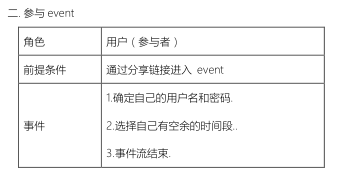 二. 参与 event
角色 用户（参与者）
前提条件 通过分享链接进入 event
1.确定自己的用户名和密码.
事件 2.选择自己有空余的时间段..
3.事件流结束.